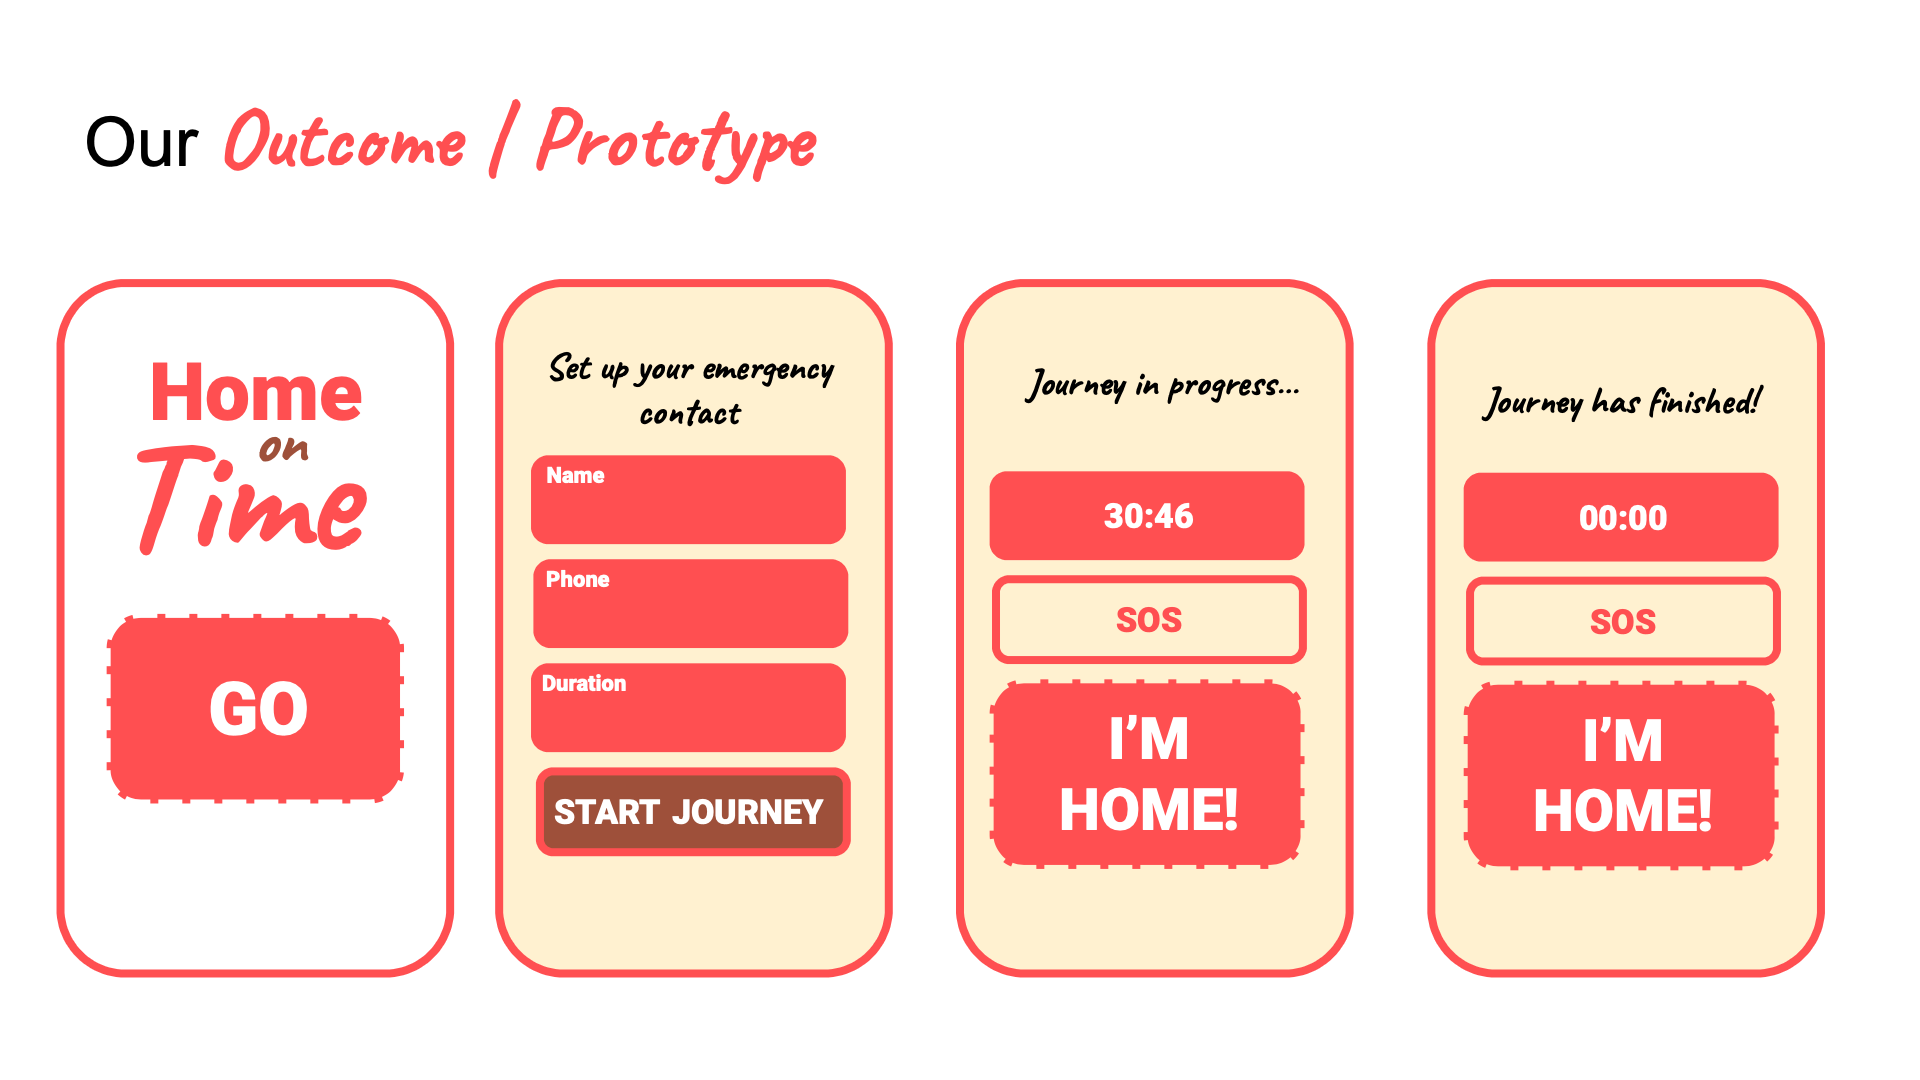 Our Outcome / Prototype
Home
on
Time
GO
Set up your emergency
contact
Name
Phone
Duration
START JOURNEY
Journey in progress...
30:46
SOS
I’M
HOME!
Journey has finished!
00:00
SOS
I’M
HOME!